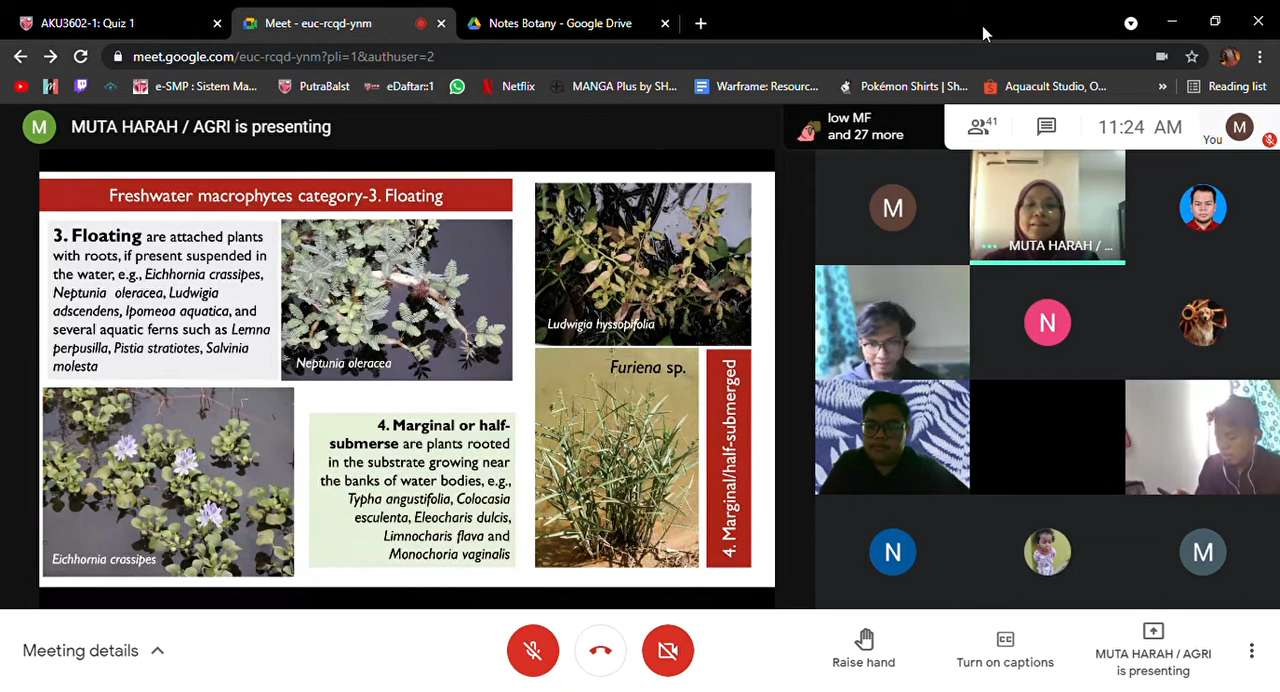 AKU3602-1: Quiz 1
Meet - euc-rcqd-ynm
Notes Botany - Google Drive
meet.google.com/euc-rcqd-ynm?pli=1&authuser=2
e-SMP : Sistem Ma...
PutraBalst
eDaftar::1
Netflix
MANGA Plus by SH...
Warframe: Resourc...
Pokémon Shirts | Sh...
Aquacult Studio, O...
»
Reading list
M
MUTA HARAH / AGRI is presenting
low MF
and 27 more
41
11:24 AM
You
M
Freshwater macrophytes category-3. Floating
3. Floating are attached plants
with roots, if present suspended in
the water, e.g., Eichhornia crassipes,
Neptunia oleracea, Ludwigia
adscendens, Ipomeoa aquatica, and
several aquatic ferns such as Lemna
perpusilla, Pistia stratiotes, Salvinia
molesta
Neptunia oleracea
Ludwigia hyssopifolia
Eichhornia crassipes
4. Marginal or half-
submerse are plants rooted
in the substrate growing near
the banks of water bodies, e.g.,
Typha angustifolia, Colocasia
esculenta, Eleocharis dulcis,
Limnocharis flava and
Monochoria vaginalis
Furiena sp.
4. Marginal/half-submerged
M
MUTA HARAH / ...
N
N
M
Meeting details
Raise hand
Turn on captions
MUTA HARAH / AGRI
is presenting